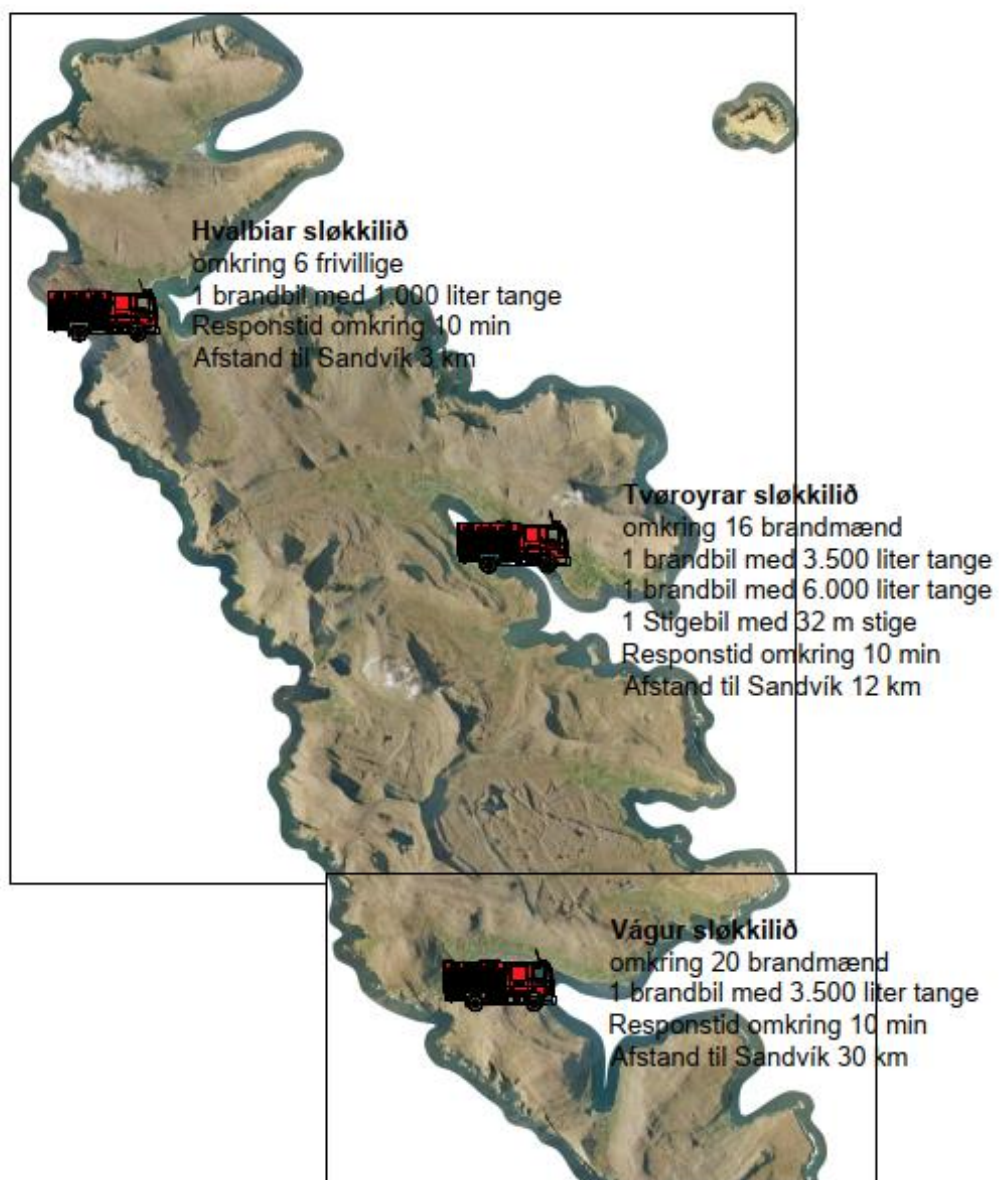 Hvalbiar sløkkilið
omkring 6 frivillige
1 brandbil med 1.000 liter tange
Responstid omkring 10 min
Afstand til Sandvík 3 km
Tvøroyrar sløkkilið
omkring 16 brandmænd
1 brandbil med 3.500 liter tange
1 brandbil med 6.000 liter tange
1 Stigebil med 32 m stige
Responstid omkring 10 min
Afstand til Sandvík 12 km
Vágur sløkkilið
omkring 20 brandmænd
1 brandbil med 3.500 liter tange
Responstid omkring 10 min
Afstand til Sandvík 30 km